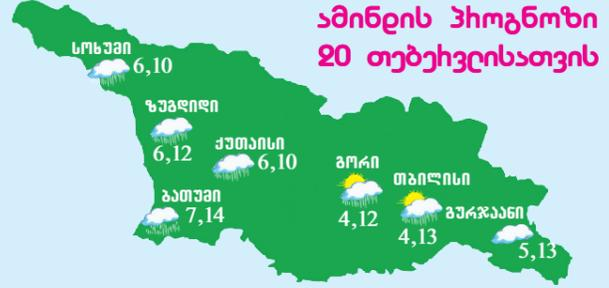 ამინდის პროგნოზი
20 თებერვლისათვის
სოხუმი
6,10
ზუგდიდი
6,12
ქუთაისი
6,10
ბათუმი
7,14
გორი
4,12
თბილისი
4,13
გურჯაანი
5,13